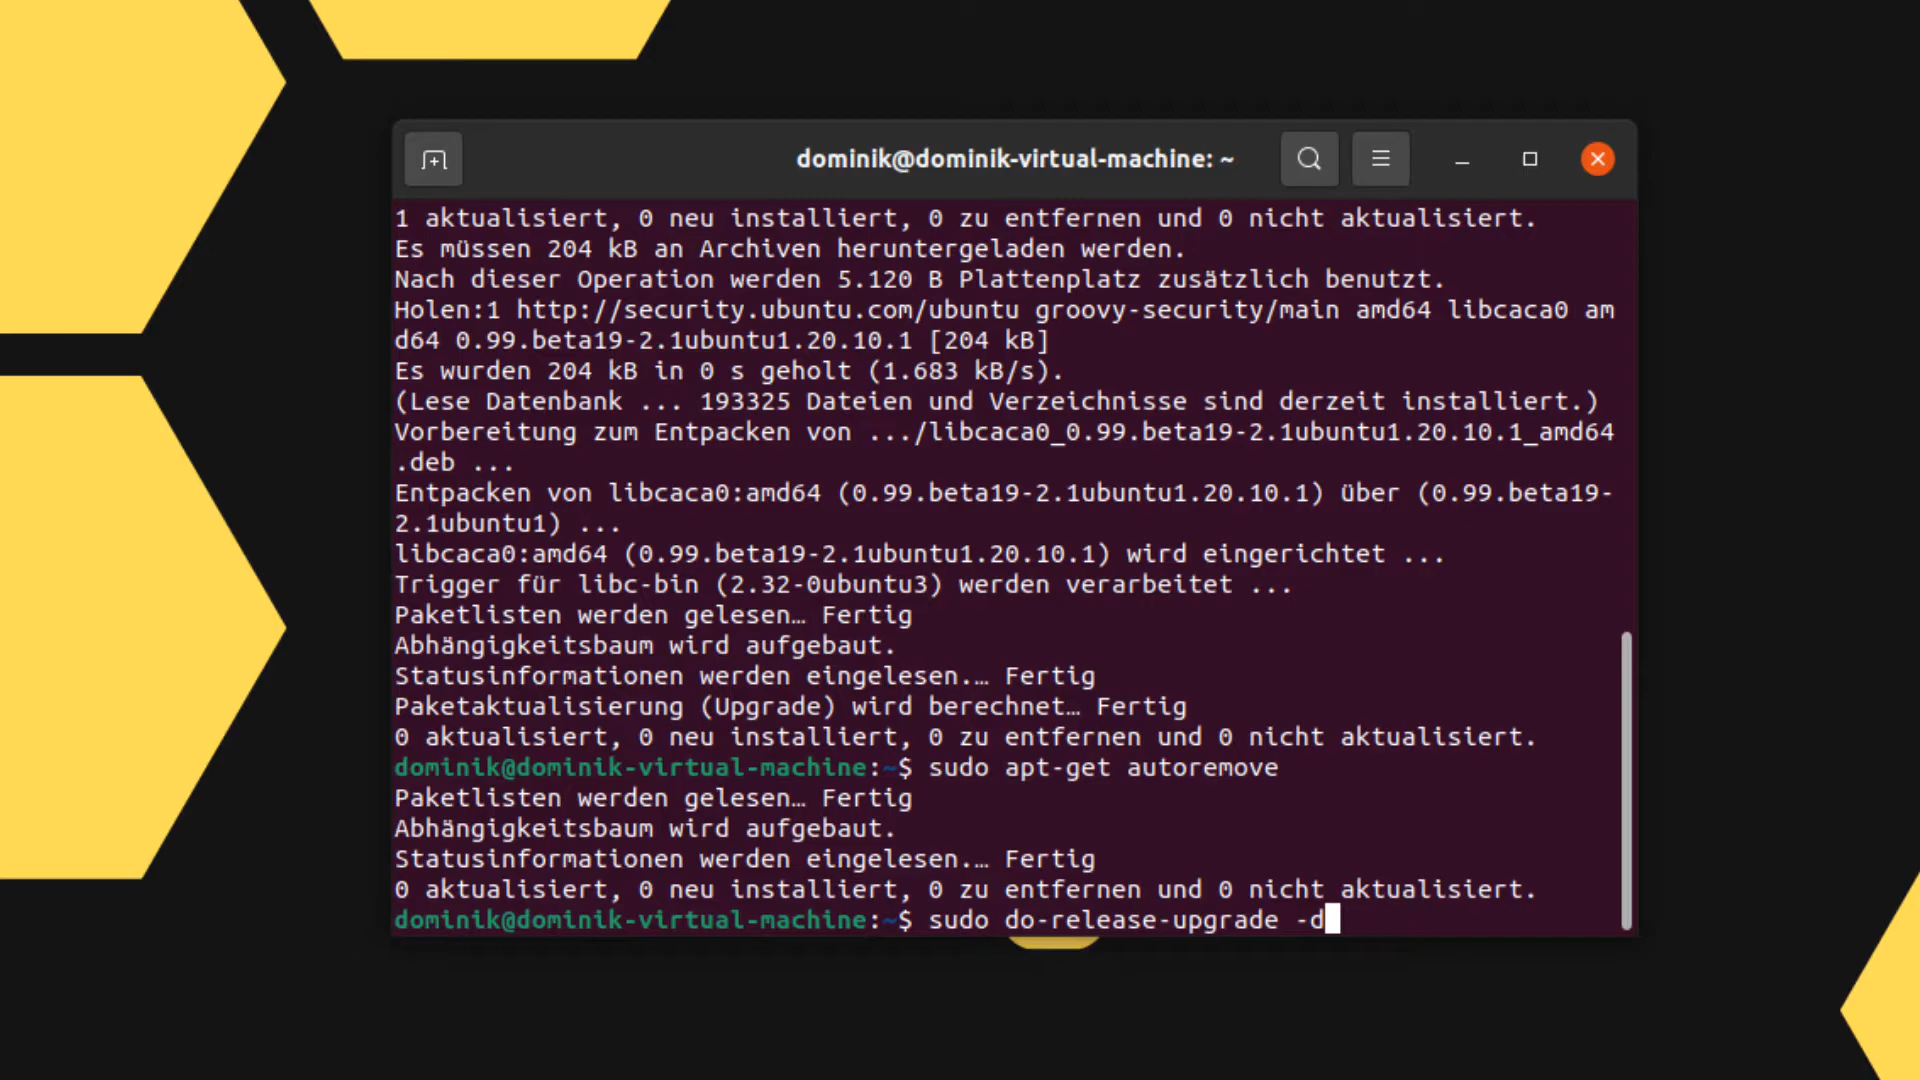 dominik@dominik-virtual-machine: ~
1 aktualisiert, 0 neu installiert, 0 zu entfernen und 0 nicht aktualisiert.
Es müssen 204 kB an Archiven heruntergeladen werden.
Nach dieser Operation werden 5.120 B Plattenplatz zusätzlich benutzt.
Holen:1 http://security.ubuntu.com/ubuntu groovy-security/main amd64 libcaca0 am
d64 0.99.beta19-2.1ubuntu1.20.10.1 [204 kB]
Es wurden 204 kB in 0 s geholt (1.683 kB/s).
(Lese Datenbank ... 193325 Dateien und Verzeichnisse sind derzeit installiert.)
Vorbereitung zum Entpacken von .../libcaca0_0.99.beta19-2.1ubuntu1.20.10.1_amd64
.deb ...
Entpacken von libcaca0:amd64 (0.99.beta19-2.1ubuntu1.20.10.1) über (0.99.beta19-
2.1ubuntu1) ...
libcaca0:amd64 (0.99.beta19-2.1ubuntu1.20.10.1) wird eingerichtet ...
Trigger für libc-bin (2.32-0ubuntu3) werden verarbeitet ...
Paketlisten werden gelesen… Fertig
Abhängigkeitsbaum wird aufgebaut.
Statusinformationen werden eingelesen.… Fertig
Paketaktualisierung (Upgrade) wird berechnet… Fertig
0 aktualisiert, 0 neu installiert, 0 zu entfernen und 0 nicht aktualisiert.
dominik@dominik-virtual-machine:~$ sudo apt-get autoremove
Paketlisten werden gelesen… Fertig
Abhängigkeitsbaum wird aufgebaut.
Statusinformationen werden eingelesen.… Fertig
0 aktualisiert, 0 neu installiert, 0 zu entfernen und 0 nicht aktualisiert.
dominik@dominik-virtual-machine:~$ sudo do-release-upgrade -d